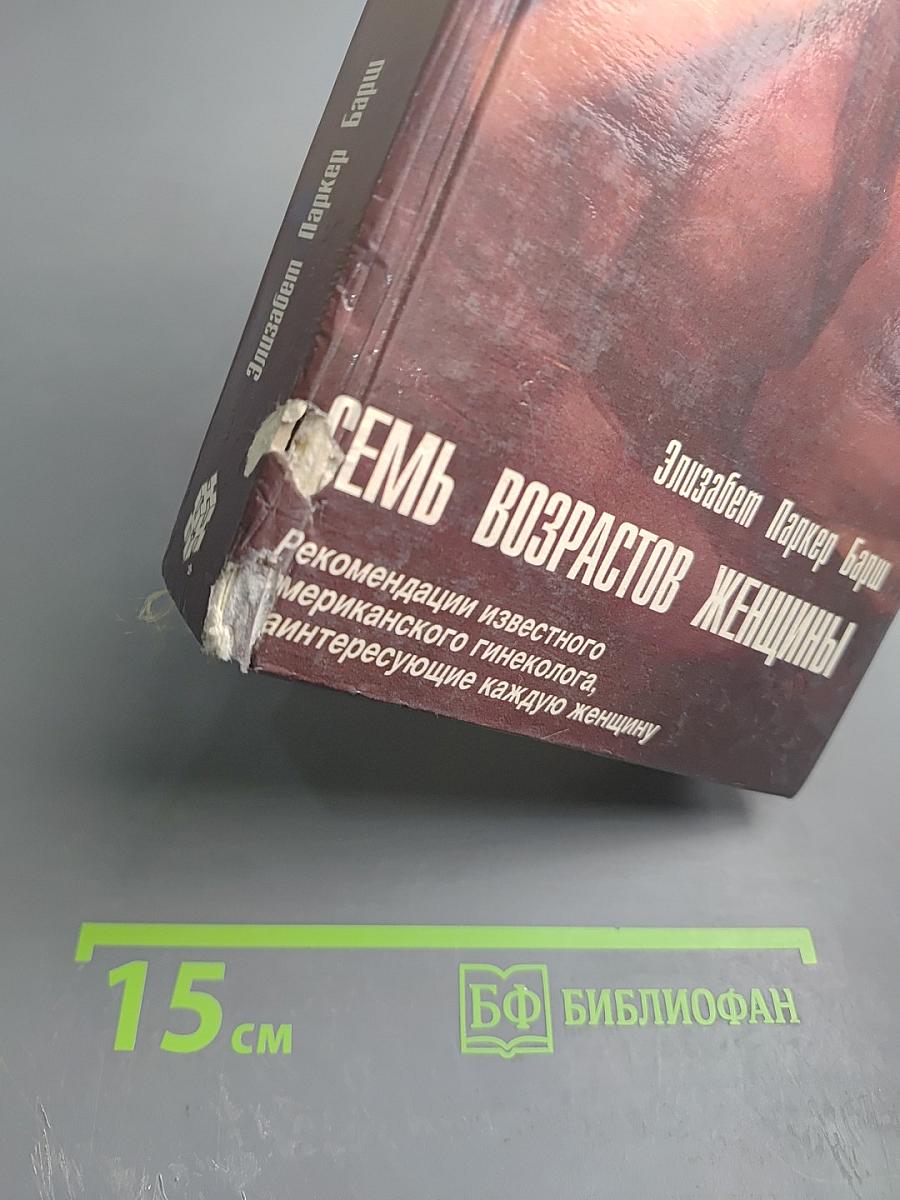 Элизабет Паркер Барш
Элизабет Паркер Барш
СЕМЬ ВОЗРАСТОВ ЖЕНЩИНЫ
Рекомендации известного
мериканского гинеколога,
аинтересующие каждую женщину
15 см
БФ БИБЛИОФАН